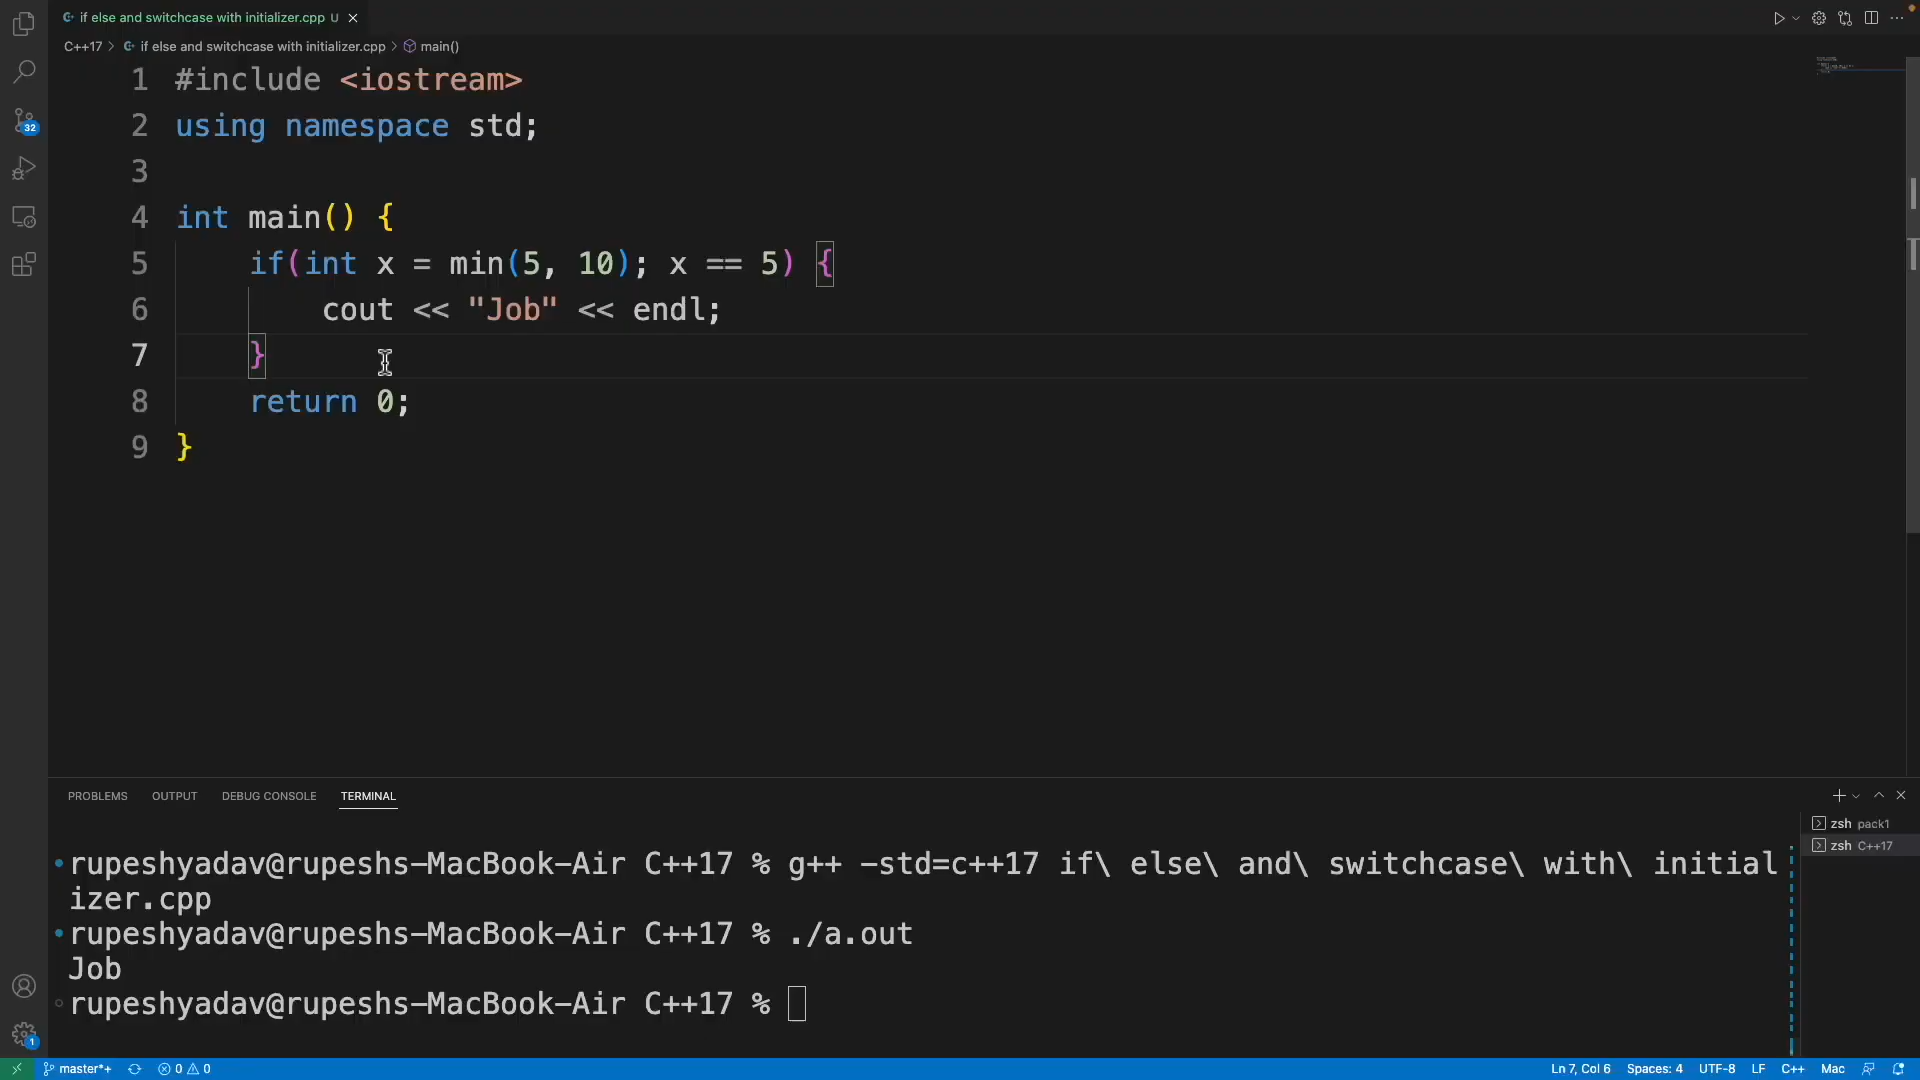 if else and switchcase with initializer.cpp U
C++17 > if else and switchcase with initializer.cpp > main()
1 #include <iostream>
2 using namespace std;
3
4 int main() {
5 if(int x = min(5, 10); x == 5) {
6 cout << "Job" << endl;
7 }
8 return 0;
9 }
32
PROBLEMS OUTPUT DEBUG CONSOLE TERMINAL
zsh pack1
zsh C++17
rupeshyadav@rupeshs-MacBook-Air C++17 % g++ -std=c++17 if\ else\ and\ switchcase\ with\ initial
izer.cpp
rupeshyadav@rupeshs-MacBook-Air C++17 % ./a.out
Job
rupeshyadav@rupeshs-MacBook-Air C++17 %
1
master*+ 0 0 Ln 7, Col 6 Spaces: 4 UTF-8 LF C++ Mac